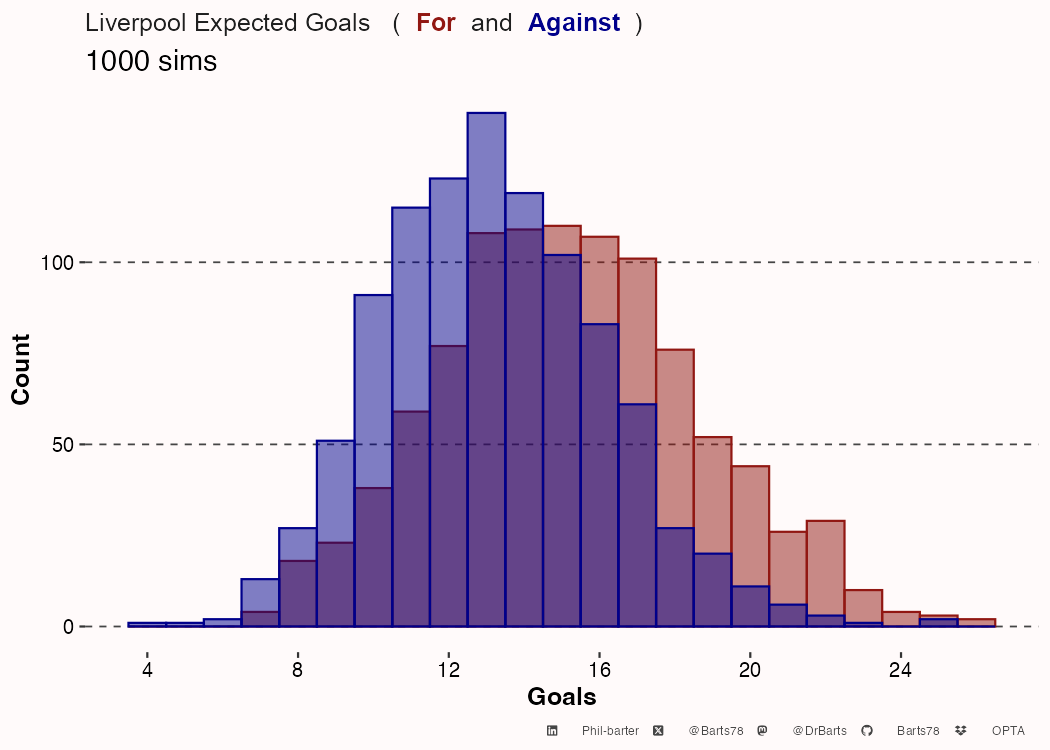 Liverpool Expected Goals ( For and Against )
1000 sims
100
50
0
Count
4 8 12 16 20 24
Goals
Phil-barter @Barts78 @DrBarts Barts78 OPTA